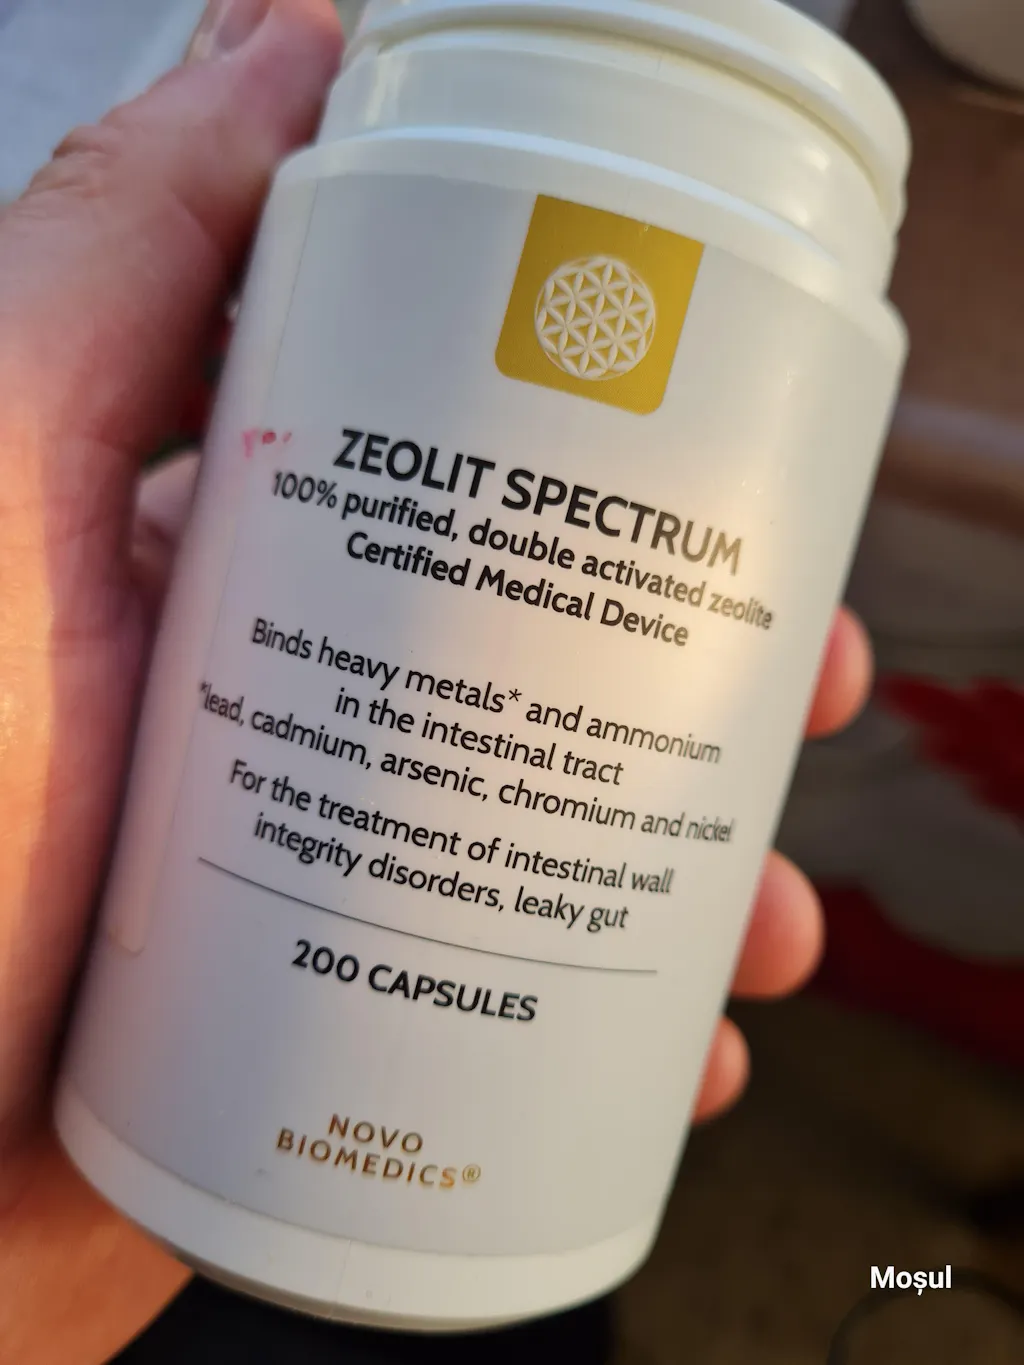 ZEOLIT SPECTRUM
100% purified, double activated zeolite
Certified Medical Device
Binds heavy metals* and ammonium
in the intestinal tract
*lead, cadmium, arsenic, chromium and nickel
For the treatment of intestinal wall
integrity disorders, leaky gut
200 CAPSULES
NOVO
BIOMEDICS®
Moșul